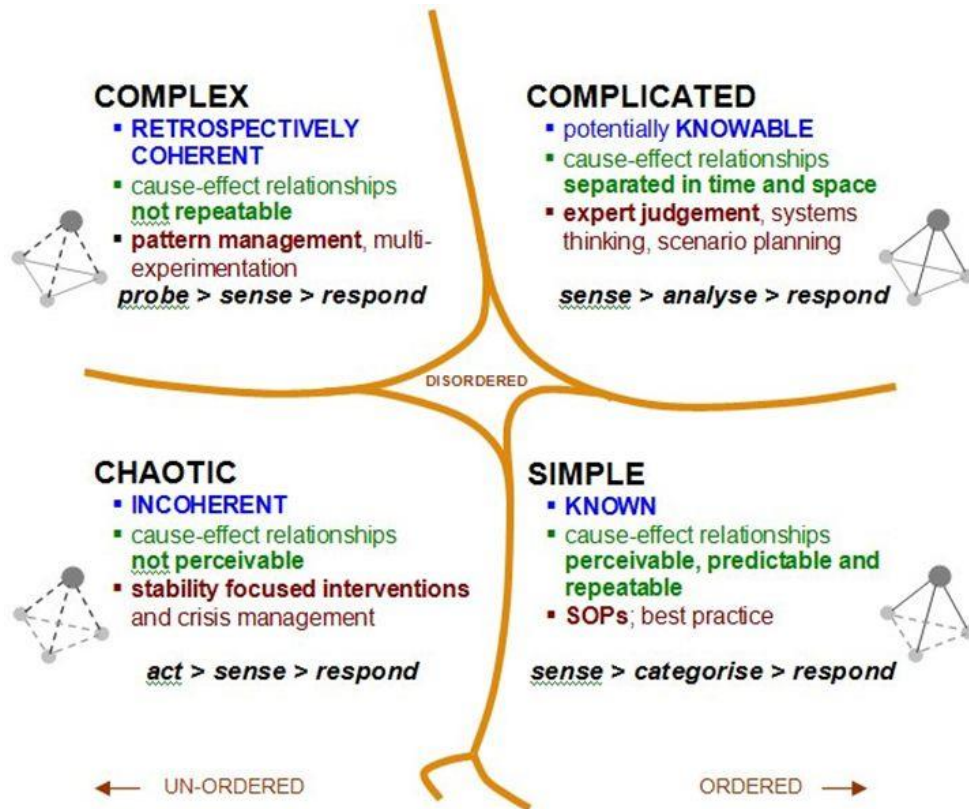 COMPLEX
▪ RETROSPECTIVELY
COHERENT
▪ cause-effect relationships
not repeatable
▪ pattern management, multi-
experimentation
probe > sense > respond
COMPLICATED
▪ potentially KNOWABLE
▪ cause-effect relationships
separated in time and space
▪ expert judgement, systems
thinking, scenario planning
sense > analyse > respond
DISORDERED
CHAOTIC
▪ INCOHERENT
▪ cause-effect relationships
not perceivable
▪ stability focused interventions
and crisis management
act > sense > respond
SIMPLE
▪ KNOWN
▪ cause-effect relationships
perceivable, predictable and
repeatable
▪ SOPs; best practice
sense > categorise > respond
UN-ORDERED
ORDERED